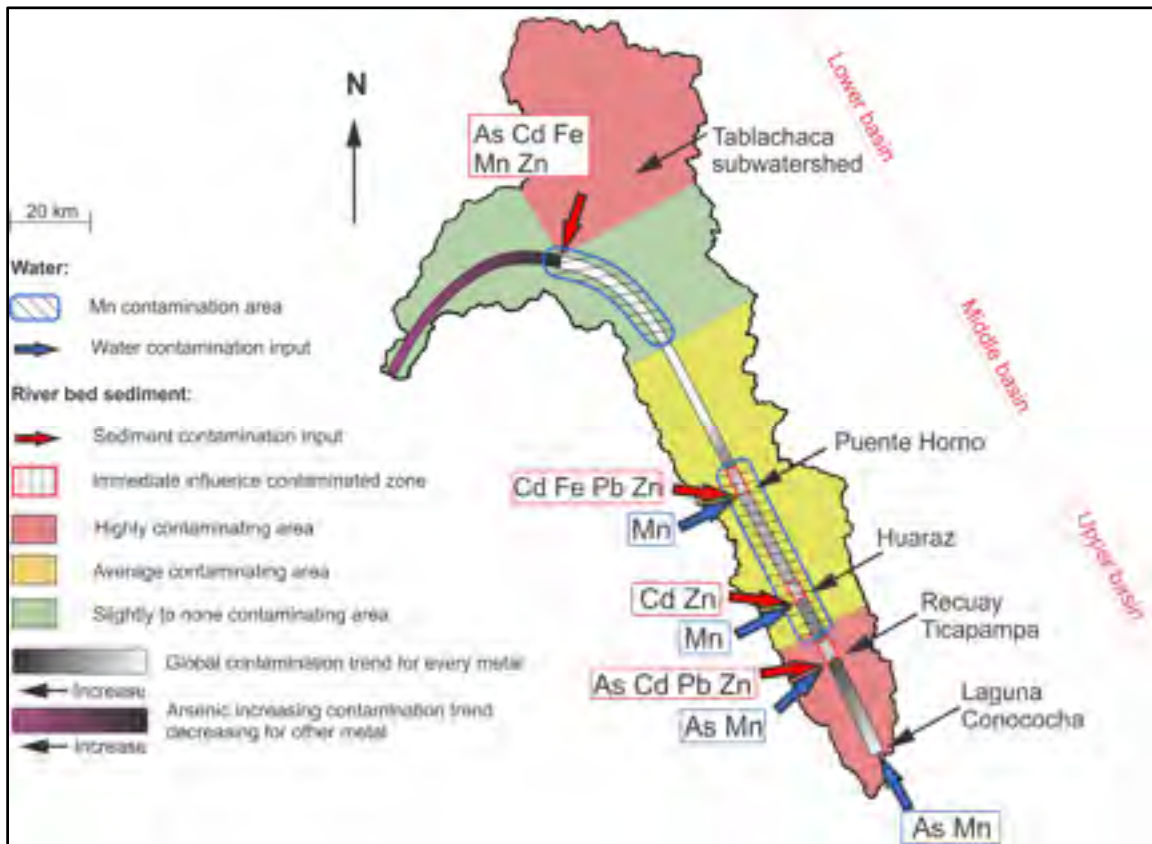 N
Lower basin
As Cd Fe
Mn Zn
Tablachaca
subwatershed
20 km
Water:
Mn contamination area
Water contamination input
River bed sediment:
Sediment contamination input
Immediate influence contaminated zone
Highly contaminating area
Average contaminating area
Slightly to none contaminating area
Global contamination trend for every metal
Increase
Arsenic increasing contamination trend
decreasing for other metal
Increase
Middle basin
Puente Horno
Cd Fe Pb Zn
Mn
Upper basin
Huaraz
Cd Zn
Mn
Recuay
Ticapampa
As Cd Pb Zn
As Mn
Laguna
Conococha
As Mn